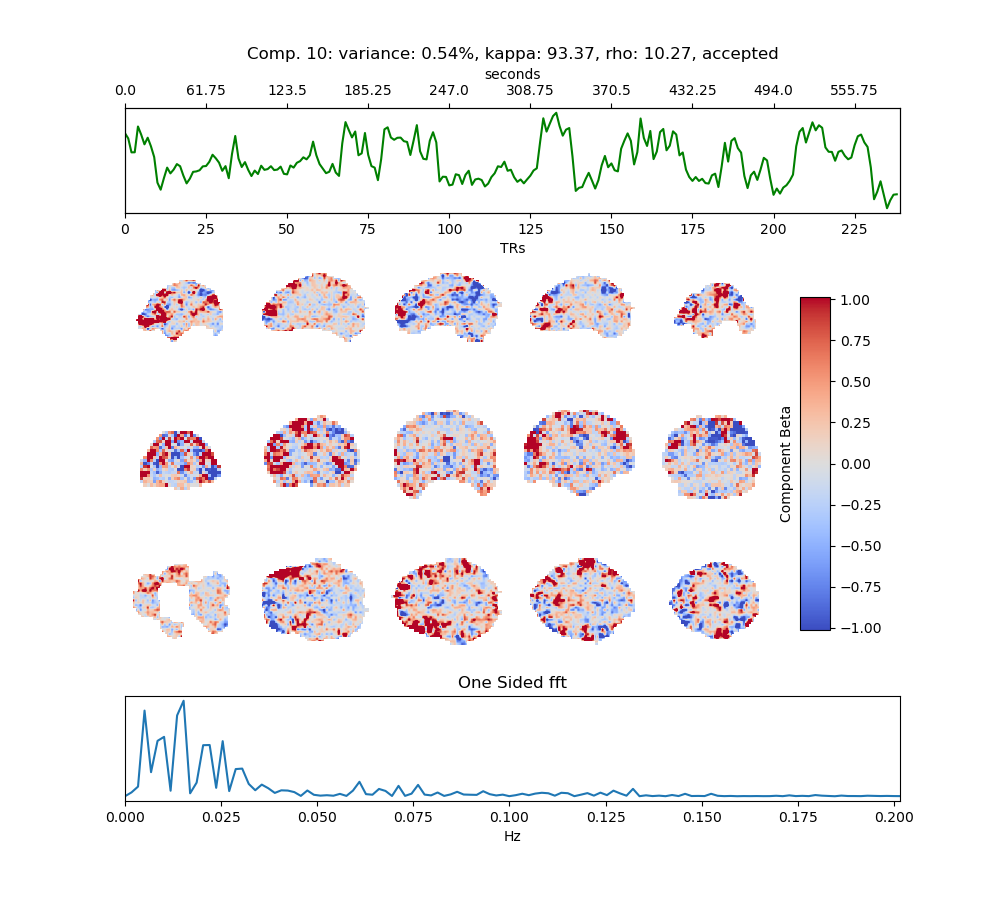 Comp. 10: variance: 0.54%, kappa: 93.37, rho: 10.27, accepted
seconds
0.0 61.75 123.5 185.25 247.0 308.75 370.5 432.25 494.0 555.75
0 25 50 75 100 125 150 175 200 225
TRs
1.00
0.75
0.50
0.25
0.00
−0.25
−0.50
−0.75
−1.00
Component Beta
One Sided fft
0.000 0.025 0.050 0.075 0.100 0.125 0.150 0.175 0.200
Hz